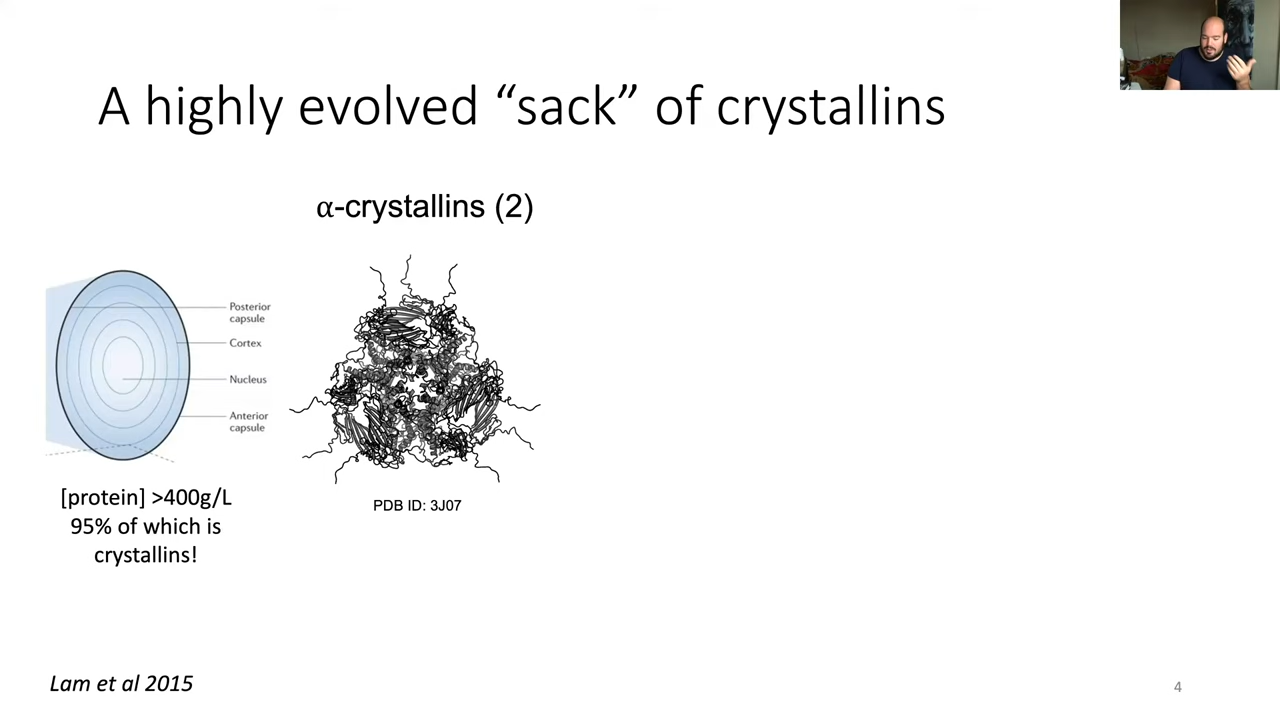 A highly evolved “sack” of crystallins
α-crystallins (2)
Posterior
capsule
Cortex
Nucleus
Anterior
capsule
[protein] >400g/L
95% of which is
crystallins!
PDB ID: 3J07
Lam et al 2015
4